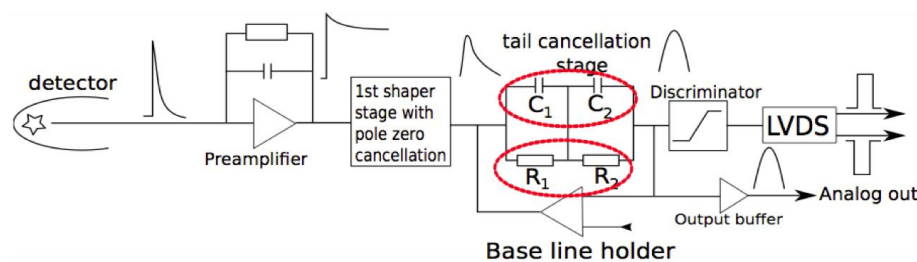 detector
Preamplifier
1st shaper
stage with
pole zero
cancellation
tail cancellation
stage
C1 C2
R1 R2
Base line holder
Discriminator
LVDS
Output buffer
Analog out